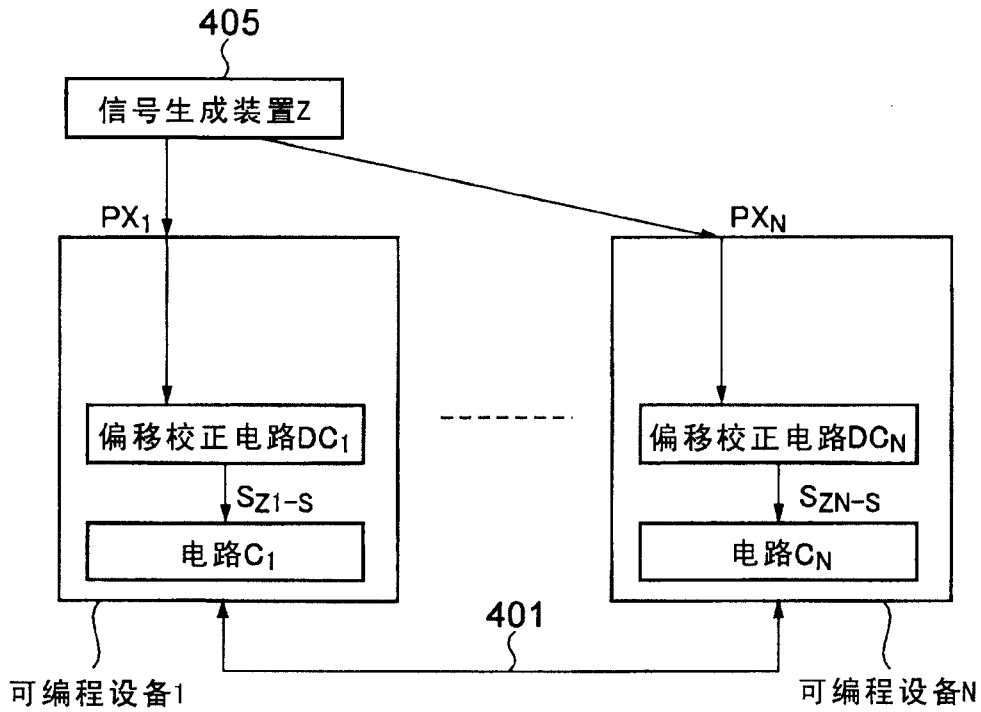 405
信号生成装置Z
PX1
PXN
偏移校正电路DC1
偏移校正电路DCN
SZ1-S
SZN-S
电路C1
电路CN
401
可编程设备1
可编程设备N